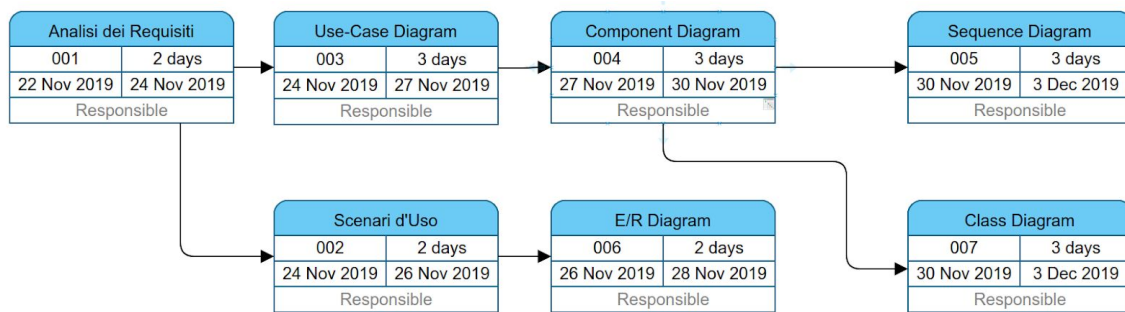 Analisi dei Requisiti
001 2 days
22 Nov 2019 24 Nov 2019
Responsible
Use-Case Diagram
003 3 days
24 Nov 2019 27 Nov 2019
Responsible
Component Diagram
004 3 days
27 Nov 2019 30 Nov 2019
Responsible
Sequence Diagram
005 3 days
30 Nov 2019 3 Dec 2019
Responsible
Scenari d'Uso
002 2 days
24 Nov 2019 26 Nov 2019
Responsible
E/R Diagram
006 2 days
26 Nov 2019 28 Nov 2019
Responsible
Class Diagram
007 3 days
30 Nov 2019 3 Dec 2019
Responsible